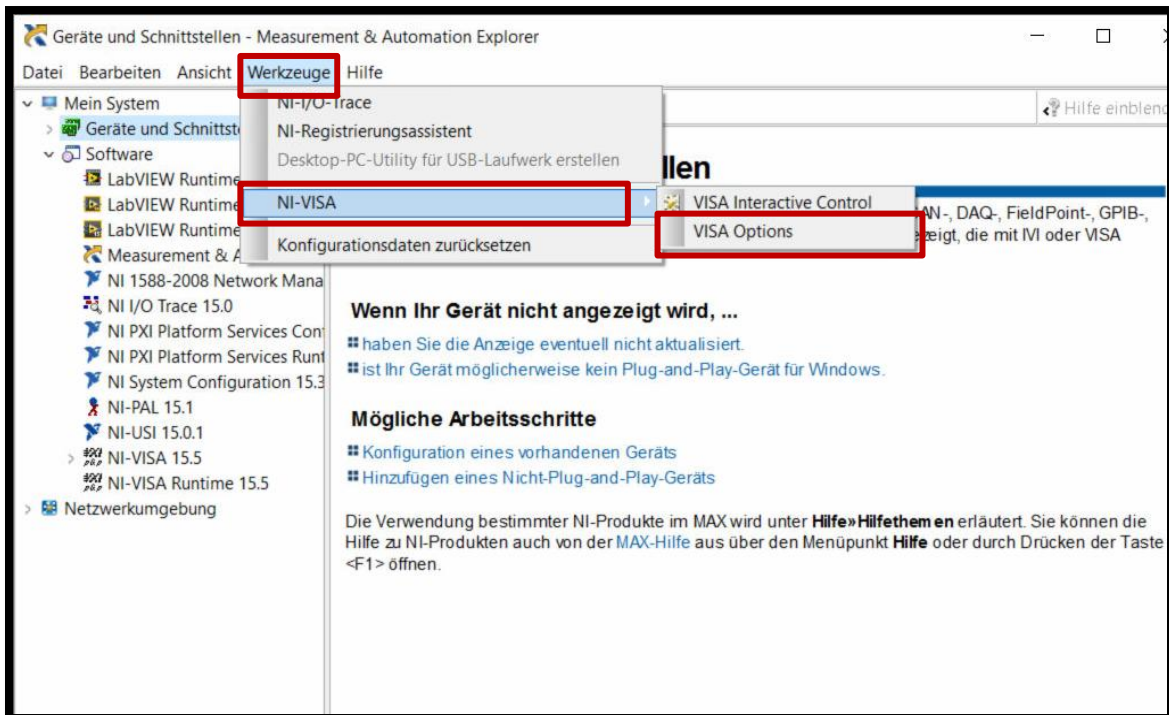 Geräte und Schnittstellen - Measurement & Automation Explorer
Datei Bearbeiten Ansicht Werkzeuge Hilfe
Mein System
Geräte und Schnittste
Software
LabVIEW Runtime
LabVIEW Runtime
LabVIEW Runtime
Measurement & A
NI 1588-2008 Network Mana
NI I/O Trace 15.0
NI PXI Platform Services Conf
NI PXI Platform Services Runt
NI System Configuration 15.3
NI-PAL 15.1
NI-USI 15.0.1
NI-VISA 15.5
NI-VISA Runtime 15.5
Netzwerkumgebung
NI-I/O-Trace
NI-Registrierungsassistent
Desktop-PC-Utility für USB-Laufwerk erstellen
NI-VISA
Konfigurationsdaten zurücksetzen
VISA Interactive Control
VISA Options
Hilfe einblend
llen
AN-, DAQ-, FieldPoint-, GPIB-,
ezeigt, die mit IVI oder VISA
Wenn Ihr Gerät nicht angezeigt wird, ...
haben Sie die Anzeige eventuell nicht aktualisiert.
ist Ihr Gerät möglicherweise kein Plug-and-Play-Gerät für Windows.
Mögliche Arbeitsschritte
Konfiguration eines vorhandenen Geräts
Hinzufügen eines Nicht-Plug-and-Play-Geräts
Die Verwendung bestimmter NI-Produkte im MAX wird unter Hilfe»Hilfethemen erläutert. Sie können die
Hilfe zu NI-Produkten auch von der MAX-Hilfe aus über den Menüpunkt Hilfe oder durch Drücken der Taste
<F1> öffnen.